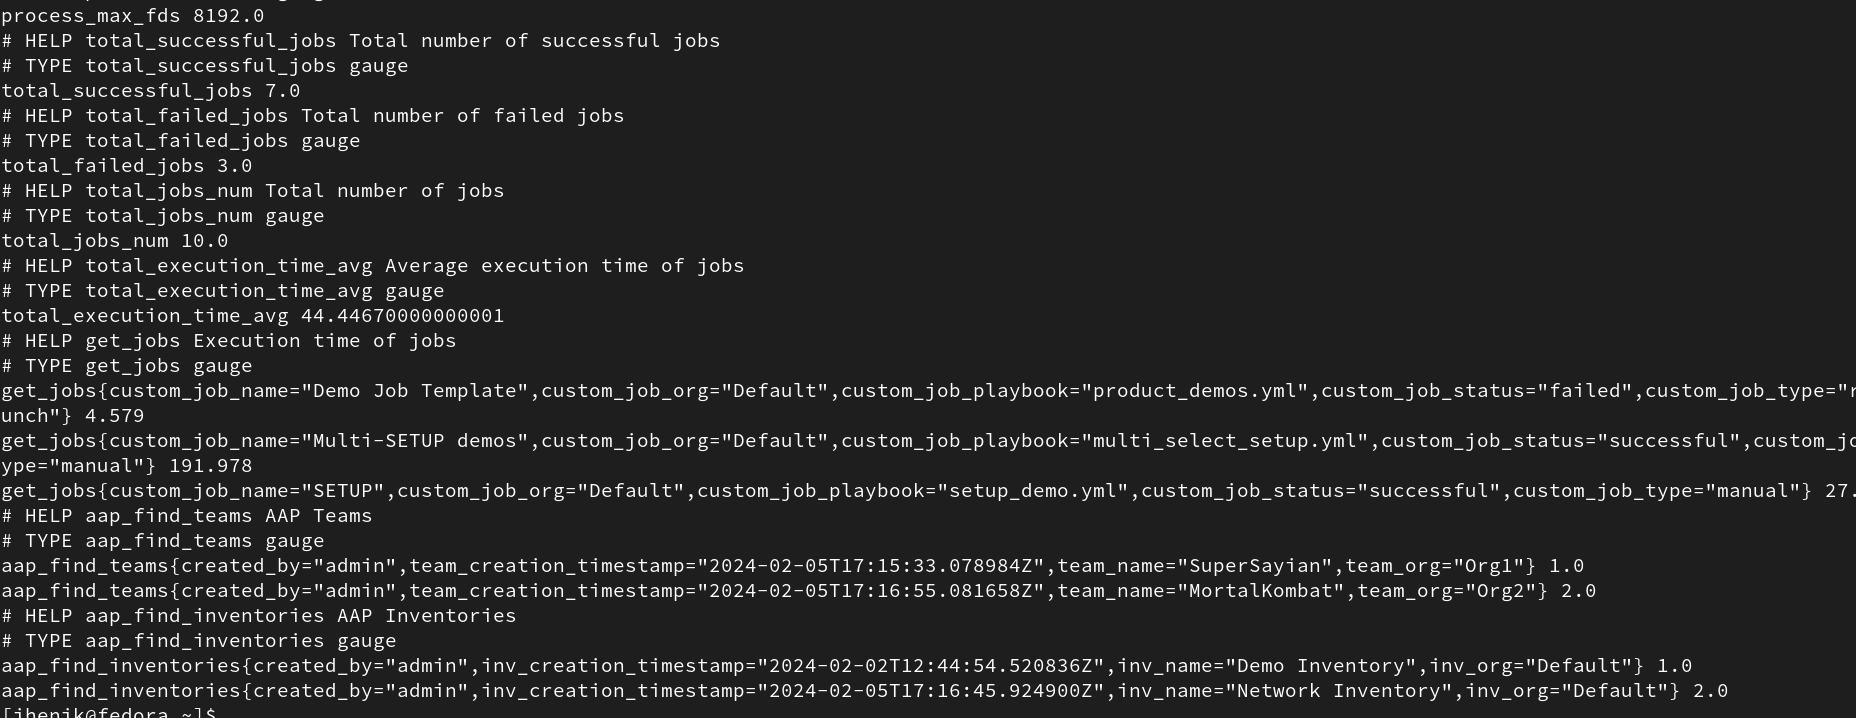 process_max_fds 8192.0
# HELP total_successful_jobs Total number of successful jobs
# TYPE total_successful_jobs gauge
total_successful_jobs 7.0
# HELP total_failed_jobs Total number of failed jobs
# TYPE total_failed_jobs gauge
total_failed_jobs 3.0
# HELP total_jobs_num Total number of jobs
# TYPE total_jobs_num gauge
total_jobs_num 10.0
# HELP total_execution_time_avg Average execution time of jobs
# TYPE total_execution_time_avg gauge
total_execution_time_avg 44.44670000000001
# HELP get_jobs Execution time of jobs
# TYPE get_jobs gauge
get_jobs{custom_job_name="Demo Job Template",custom_job_org="Default",custom_job_playbook="product_demos.yml",custom_job_status="failed",custom_job_type="r
unch"} 4.579
get_jobs{custom_job_name="Multi-SETUP demos",custom_job_org="Default",custom_job_playbook="multi_select_setup.yml",custom_job_status="successful",custom_jo
ype="manual"} 191.978
get_jobs{custom_job_name="SETUP",custom_job_org="Default",custom_job_playbook="setup_demo.yml",custom_job_status="successful",custom_job_type="manual"} 27.
# HELP aap_find_teams AAP Teams
# TYPE aap_find_teams gauge
aap_find_teams{created_by="admin",team_creation_timestamp="2024-02-05T17:15:33.078984Z",team_name="SuperSayian",team_org="Org1"} 1.0
aap_find_teams{created_by="admin",team_creation_timestamp="2024-02-05T17:16:55.081658Z",team_name="MortalKombat",team_org="Org2"} 2.0
# HELP aap_find_inventories AAP Inventories
# TYPE aap_find_inventories gauge
aap_find_inventories{created_by="admin",inv_creation_timestamp="2024-02-02T12:44:54.520836Z",inv_name="Demo Inventory",inv_org="Default"} 1.0
aap_find_inventories{created_by="admin",inv_creation_timestamp="2024-02-05T17:16:45.924900Z",inv_name="Network Inventory",inv_org="Default"} 2.0